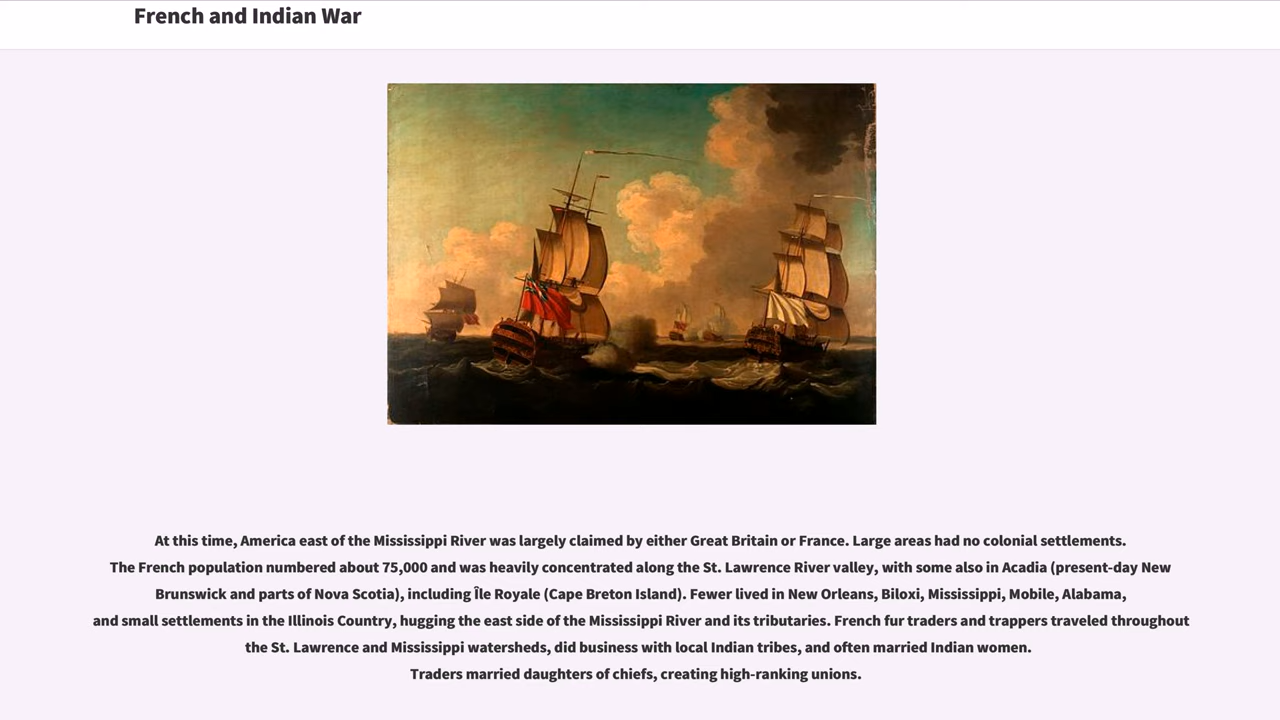 French and Indian War
At this time, America east of the Mississippi River was largely claimed by either Great Britain or France. Large areas had no colonial settlements.
The French population numbered about 75,000 and was heavily concentrated along the St. Lawrence River valley, with some also in Acadia (present-day New
Brunswick and parts of Nova Scotia), including Île Royale (Cape Breton Island). Fewer lived in New Orleans, Biloxi, Mississippi, Mobile, Alabama,
and small settlements in the Illinois Country, hugging the east side of the Mississippi River and its tributaries. French fur traders and trappers traveled throughout
the St. Lawrence and Mississippi watersheds, did business with local Indian tribes, and often married Indian women.
Traders married daughters of chiefs, creating high-ranking unions.